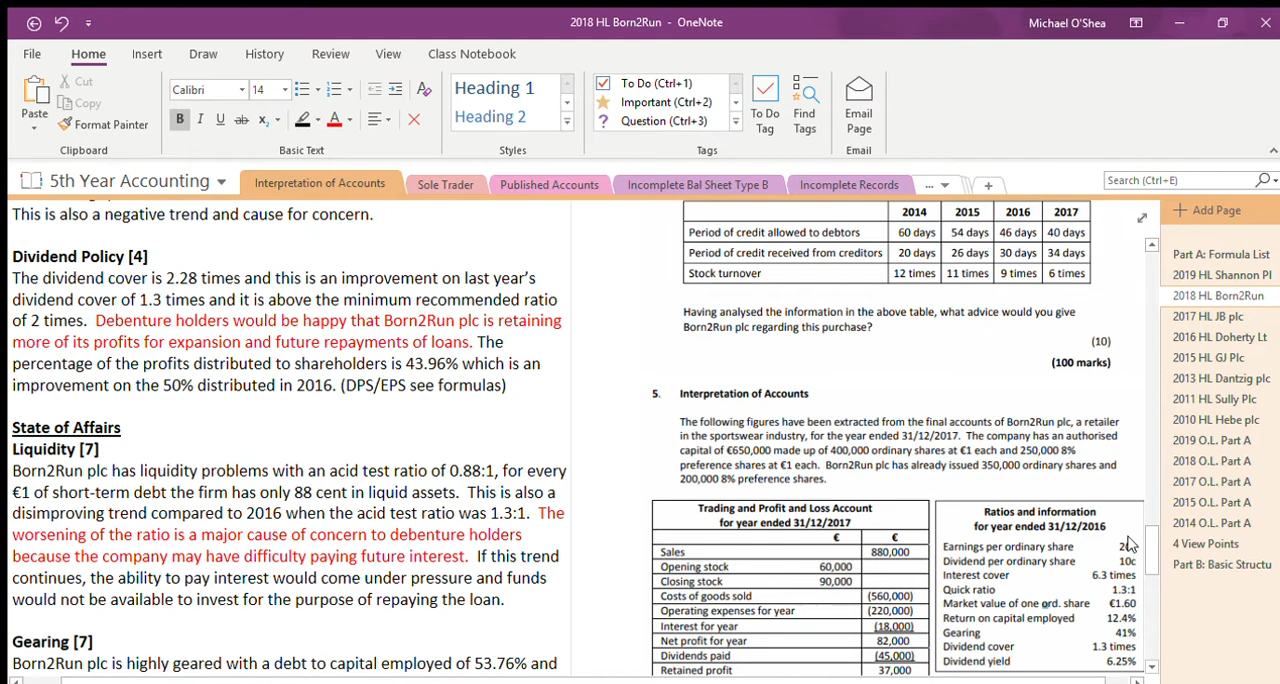 2018 HL Born2Run - OneNote
Michael O'Shea
File Home Insert Draw History Review View Class Notebook
Paste
Cut
Copy
Format Painter
Clipboard
Calibri 14
B I U ab x₂ A
Basic Text
Heading 1
Heading 2
Styles
To Do (Ctrl+1)
Important (Ctrl+2)
Question (Ctrl+3)
To Do Tag
Find Tags
Tags
Email Page
Email
5th Year Accounting
Interpretation of Accounts
Sole Trader
Published Accounts
Incomplete Bal Sheet Type B
Incomplete Records
...
Search (Ctrl+E)
This is also a negative trend and cause for concern.
Dividend Policy [4]
The dividend cover is 2.28 times and this is an improvement on last year's
dividend cover of 1.3 times and it is above the minimum recommended ratio
of 2 times. Debenture holders would be happy that Born2Run plc is retaining
more of its profits for expansion and future repayments of loans. The
percentage of the profits distributed to shareholders is 43.96% which is an
improvement on the 50% distributed in 2016. (DPS/EPS see formulas)
State of Affairs
Liquidity [7]
Born2Run plc has liquidity problems with an acid test ratio of 0.88:1, for every
€1 of short-term debt the firm has only 88 cent in liquid assets. This is also a
disimproving trend compared to 2016 when the acid test ratio was 1.3:1. The
worsening of the ratio is a major cause of concern to debenture holders
because the company may have difficulty paying future interest. If this trend
continues, the ability to pay interest would come under pressure and funds
would not be available to invest for the purpose of repaying the loan.
Gearing [7]
Born2Run plc is highly geared with a debt to capital employed of 53.76% and
2014 2015 2016 2017
Period of credit allowed to debtors 60 days 54 days 46 days 40 days
Period of credit received from creditors 20 days 26 days 30 days 34 days
Stock turnover 12 times 11 times 9 times 6 times
Having analysed the information in the above table, what advice would you give
Born2Run plc regarding this purchase?
(10)
(100 marks)
5. Interpretation of Accounts
The following figures have been extracted from the final accounts of Born2Run plc, a retailer
in the sportswear industry, for the year ended 31/12/2017. The company has an authorised
capital of €650,000 made up of 400,000 ordinary shares at €1 each and 250,000 8%
preference shares at €1 each. Born2Run plc has already issued 350,000 ordinary shares and
200,000 8% preference shares.
Trading and Profit and Loss Account
for year ended 31/12/2017
€ €
Sales 880,000
Opening stock 60,000
Closing stock 90,000
Costs of goods sold (560,000)
Operating expenses for year (220,000)
Interest for year (18,000)
Net profit for year 82,000
Dividends paid (45,000)
Retained profit 37,000
Ratios and information
for year ended 31/12/2016
Earnings per ordinary share
Dividend per ordinary share 10c
Interest cover 6.3 times
Quick ratio 1.3:1
Market value of one ord. share €1.60
Return on capital employed 12.4%
Gearing 41%
Dividend cover 1.3 times
Dividend yield 6.25%
Add Page
Part A: Formula List
2019 HL Shannon Pl
2018 HL Born2Run
2017 HL JB plc
2016 HL Doherty Lt
2015 HL GJ Plc
2013 HL Dantzig plc
2011 HL Sully Plc
2010 HL Hebe plc
2019 O.L. Part A
2018 O.L. Part A
2017 O.L. Part A
2015 O.L. Part A
2014 O.L. Part A
4 View Points
Part B: Basic Structu